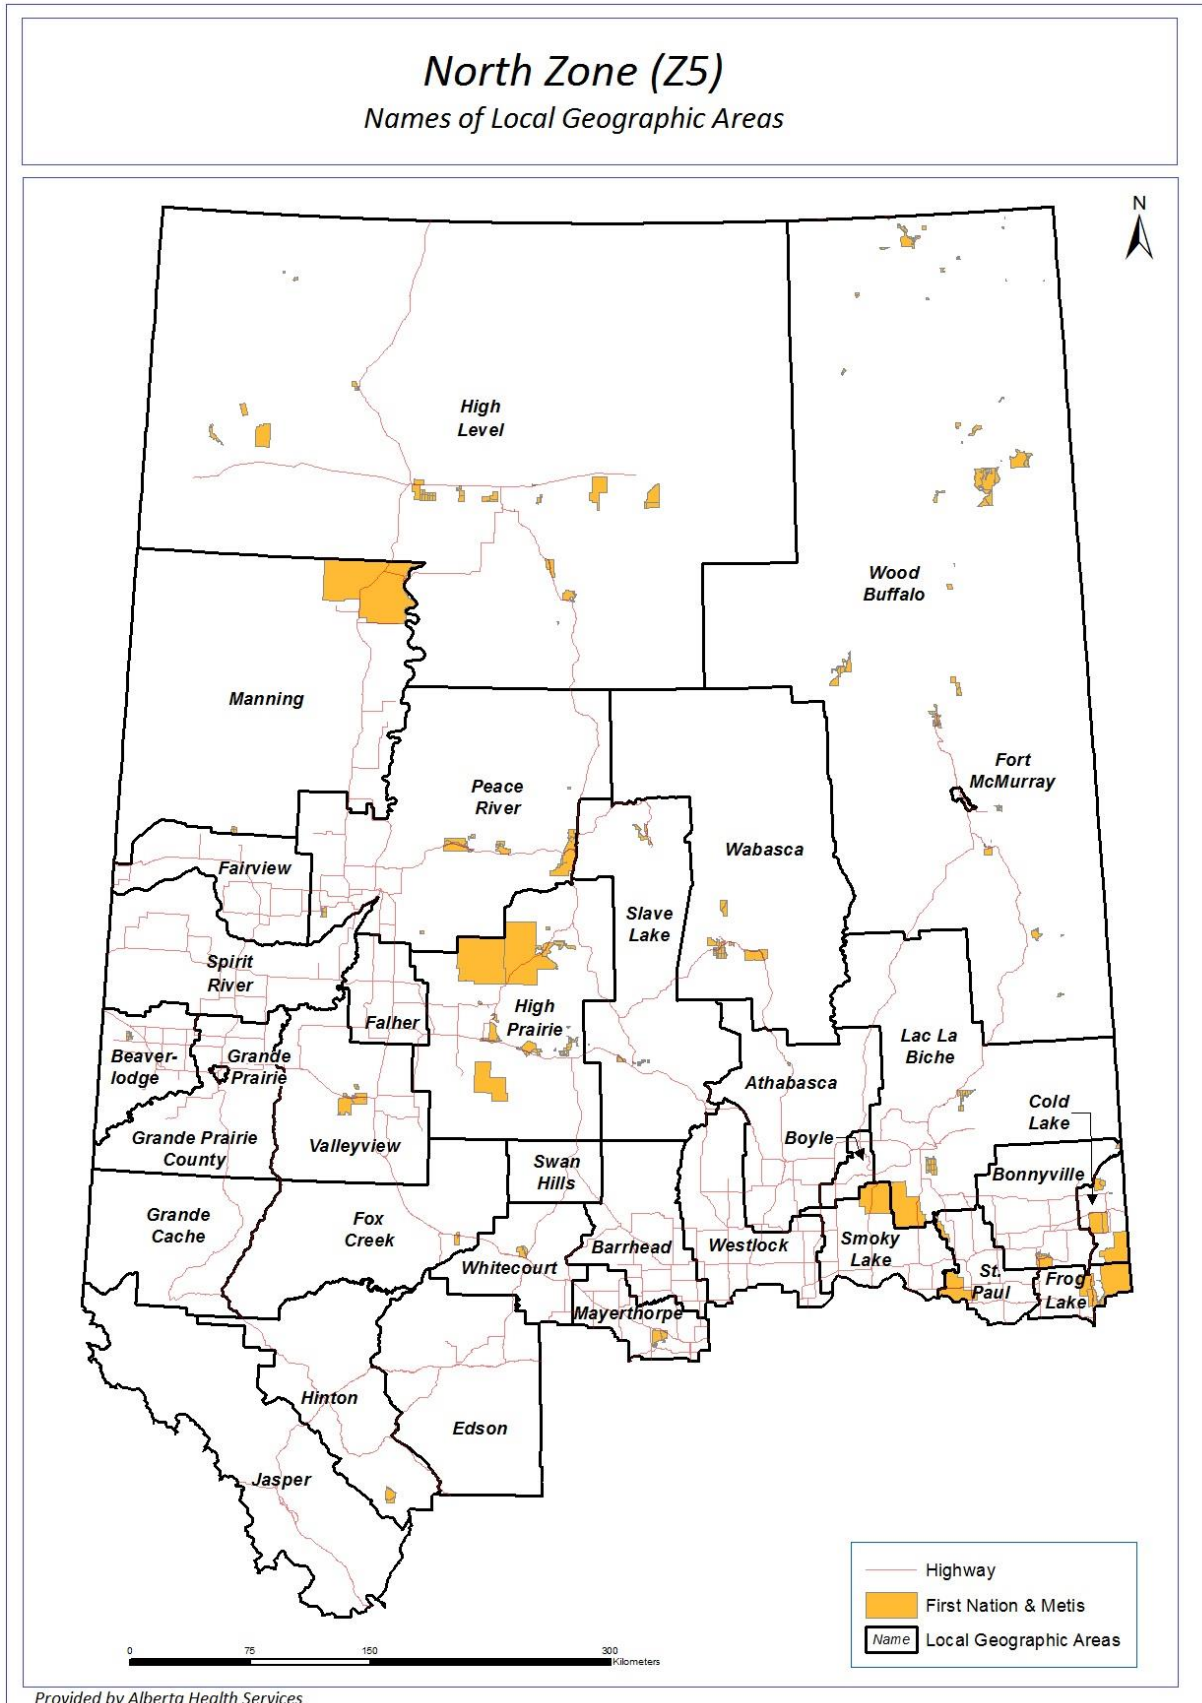 North Zone (Z5)
Names of Local Geographic Areas
N
High
Level
Wood
Buffalo
Manning
Fort
McMurray
Peace
River
Wabasca
Fairview
Slave
Lake
Spirit
River
High
Prairie
Falher
Lac La
Biche
Beaver-
lodge
Grande
Prairie
Athabasca
Cold
Lake
Grande Prairie
County
Valleyview
Boyle
Swan
Hills
Bonnyville
Grande
Cache
Fox
Creek
Barrhead
Westlock
Smoky
Lake
Whitecourt
St.
Paul
Frog
Lake
Mayerthorpe
Hinton
Edson
Jasper
Highway
First Nation & Metis
Name Local Geographic Areas
0 75 150 300
Kilometers
Provided by Alberta Health Services